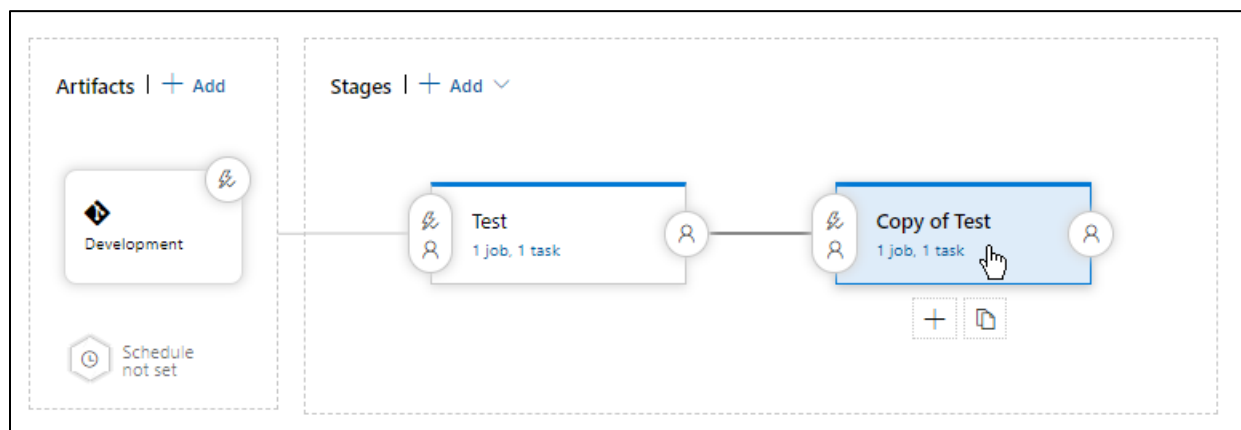 Artifacts | + Add
Stages | + Add
Development
Test
1 job, 1 task
Copy of Test
1 job, 1 task
Schedule
not set